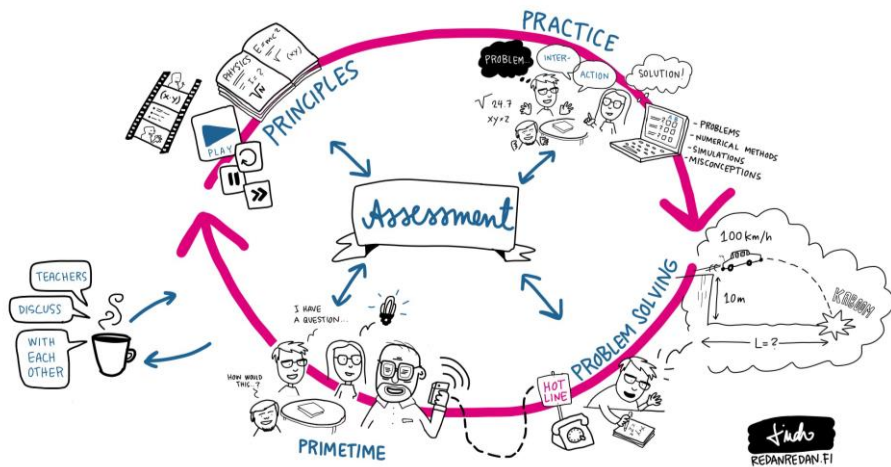 PRINCIPLES
PHYSICS
E=mc²
PLAY
PRACTICE
PROBLEM...
INTER-
ACTION
SOLUTION!
√ 24.7
xy=2
- PROBLEMS
- NUMERICAL METHODS
- SIMULATIONS
- MISCONCEPTIONS
Assessment
100 km/h
10m
KABOOM
L=?
PROBLEM SOLVING
HOT
LINE
PRIMETIME
I HAVE
A QUESTION...
HOW WOULD
THIS..?
TEACHERS
DISCUSS
WITH
EACH
OTHER
REDANREDAN.FI